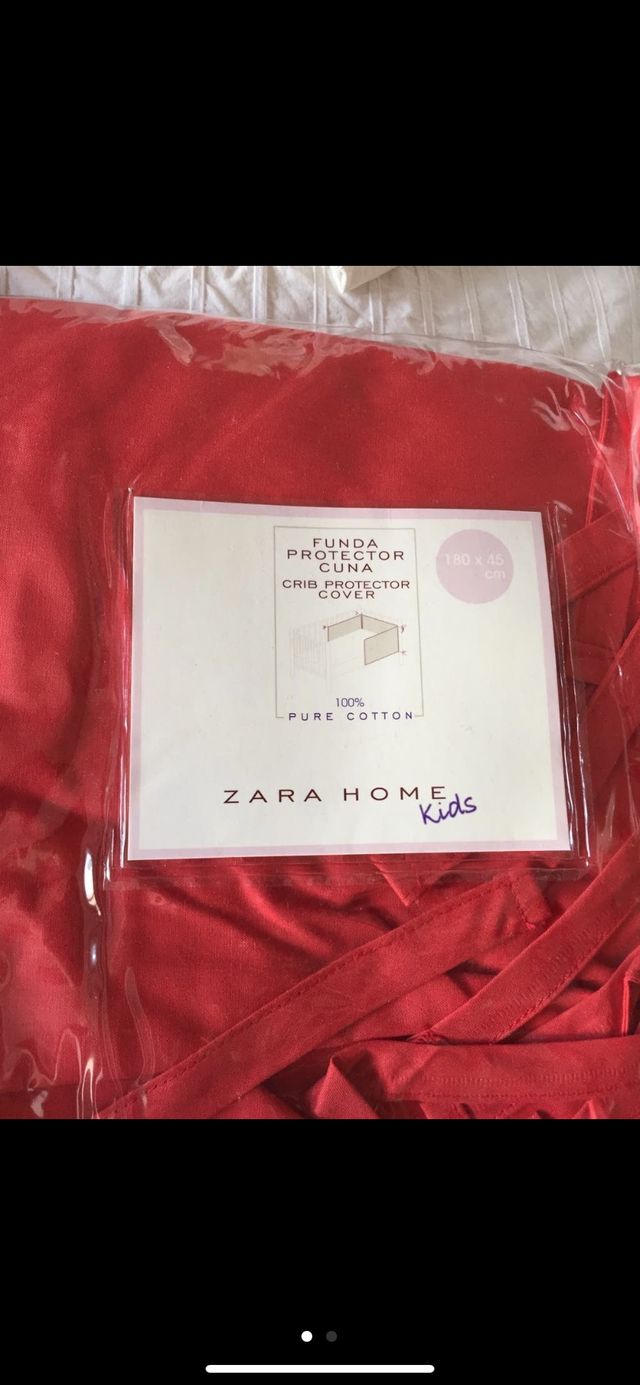 FUNDA
PROTECTOR
CUNA
CRIB PROTECTOR
COVER
180 x 45
cm
100%
PURE COTTON
ZARA HOME
Kids